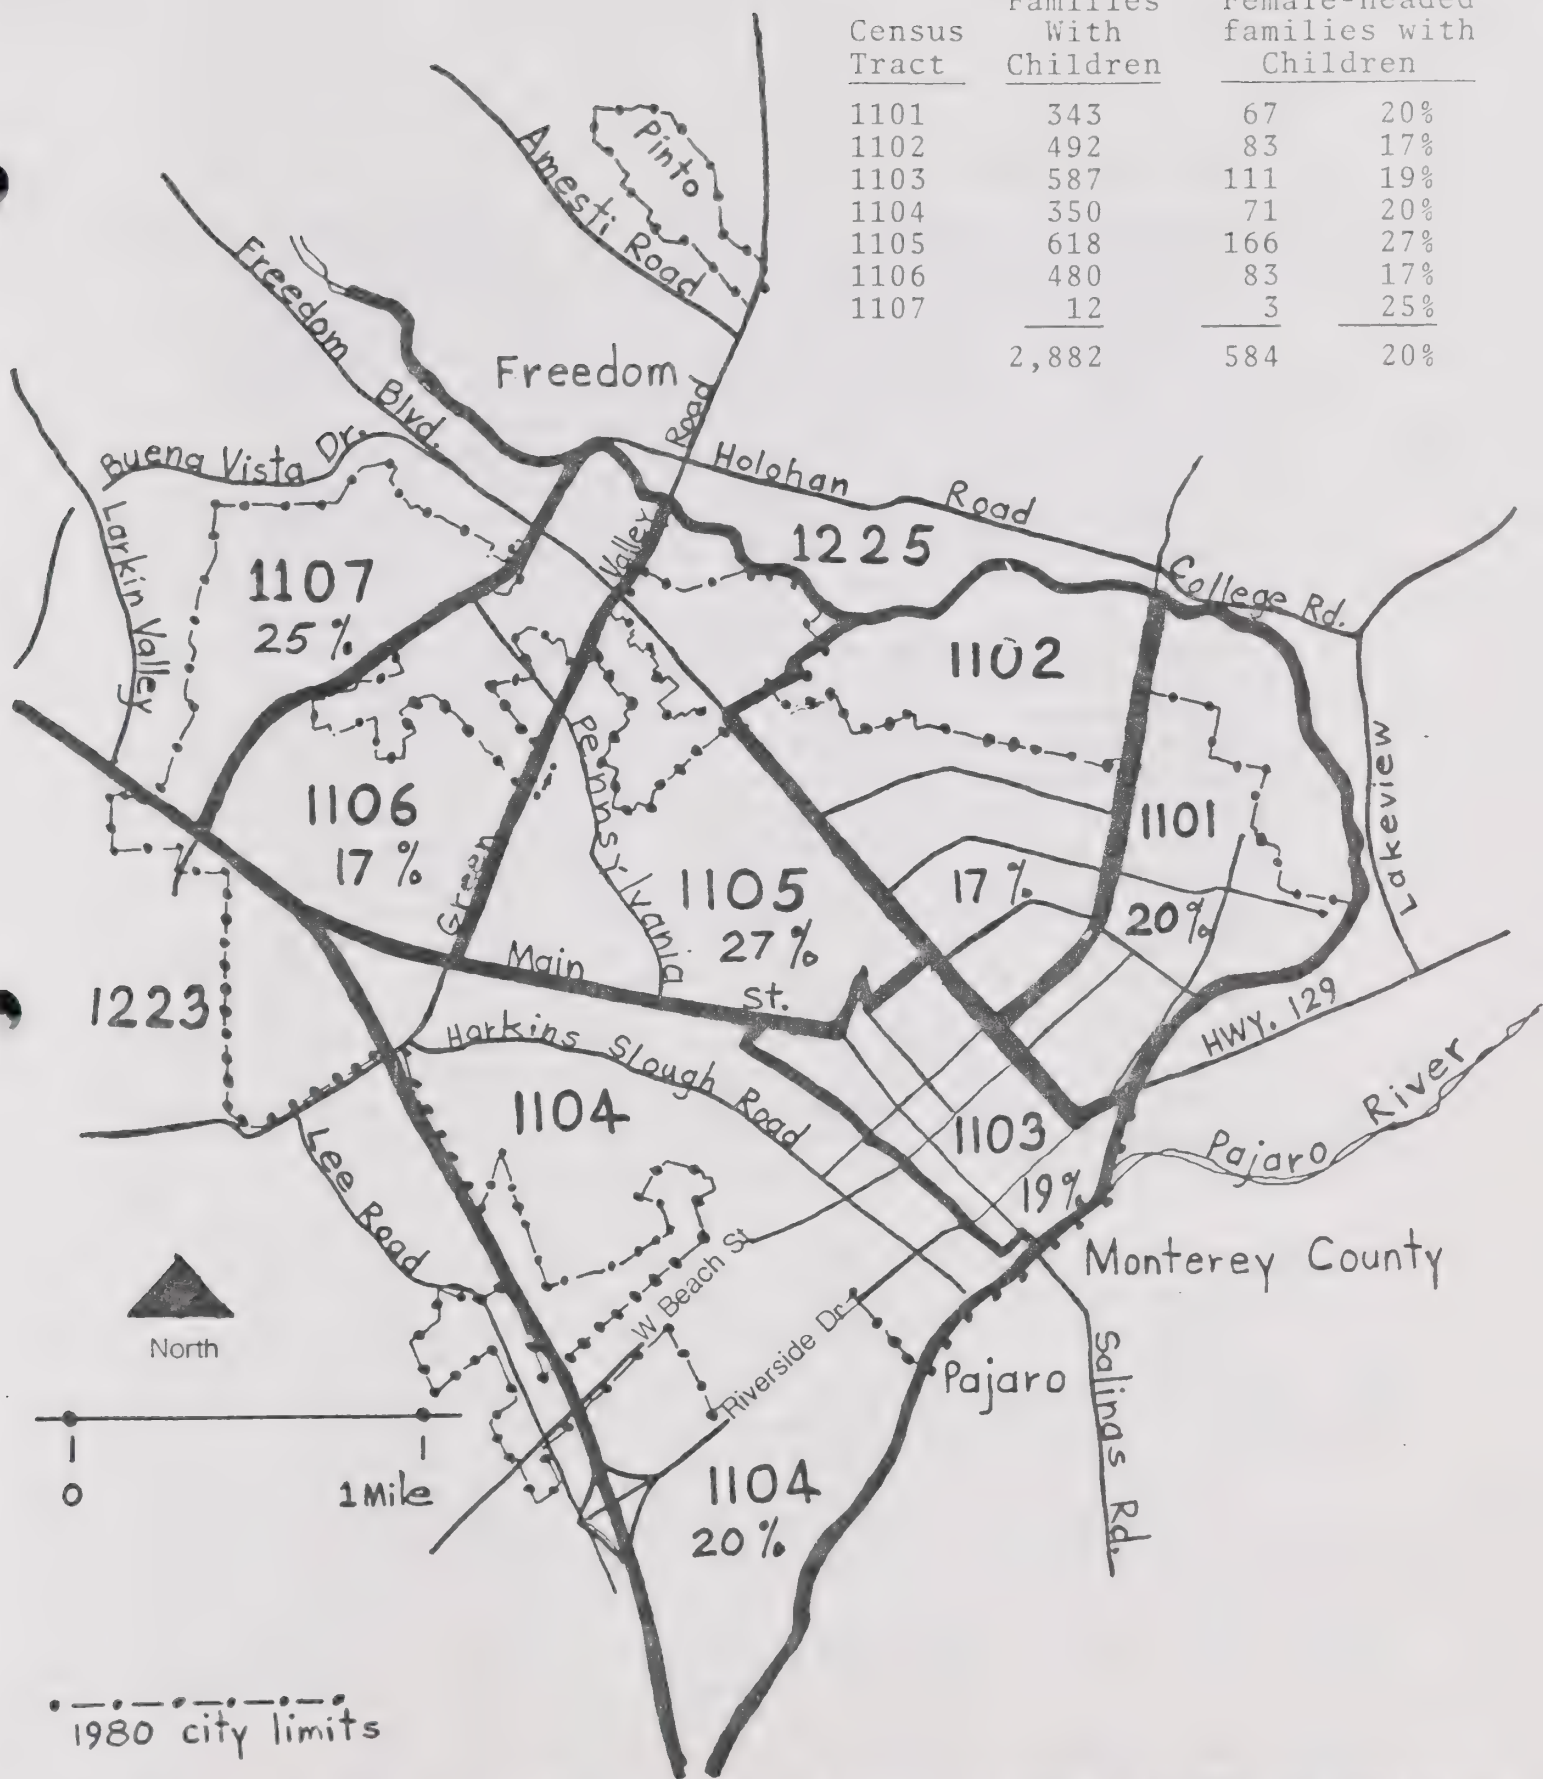 Families Female-headed
Census With families with
Tract Children Children
1101 343 67 20%
1102 492 83 17%
1103 587 111 19%
1104 350 71 20%
1105 618 166 27%
1106 480 83 17%
1107 12 3 25%
2,882 584 20%
Pinto
Amesti Road
Freedom Blvd.
Freedom
Green Valley Road
Buena Vista Dr.
Holohan Road
Larkin Valley
1225
College Rd.
1107
25%
1102
17%
1101
20%
Lakeview
1106
17%
Pennsylvania
1105
27%
Main St.
1223
Harkins Slough Road
HWY. 129
1104
1103
19%
Pajaro River
Lee Road
W Beach St
Monterey County
North
Riverside Dr.
Pajaro
Salinas Rd.
0 1 Mile
1104
20%
1980 city limits